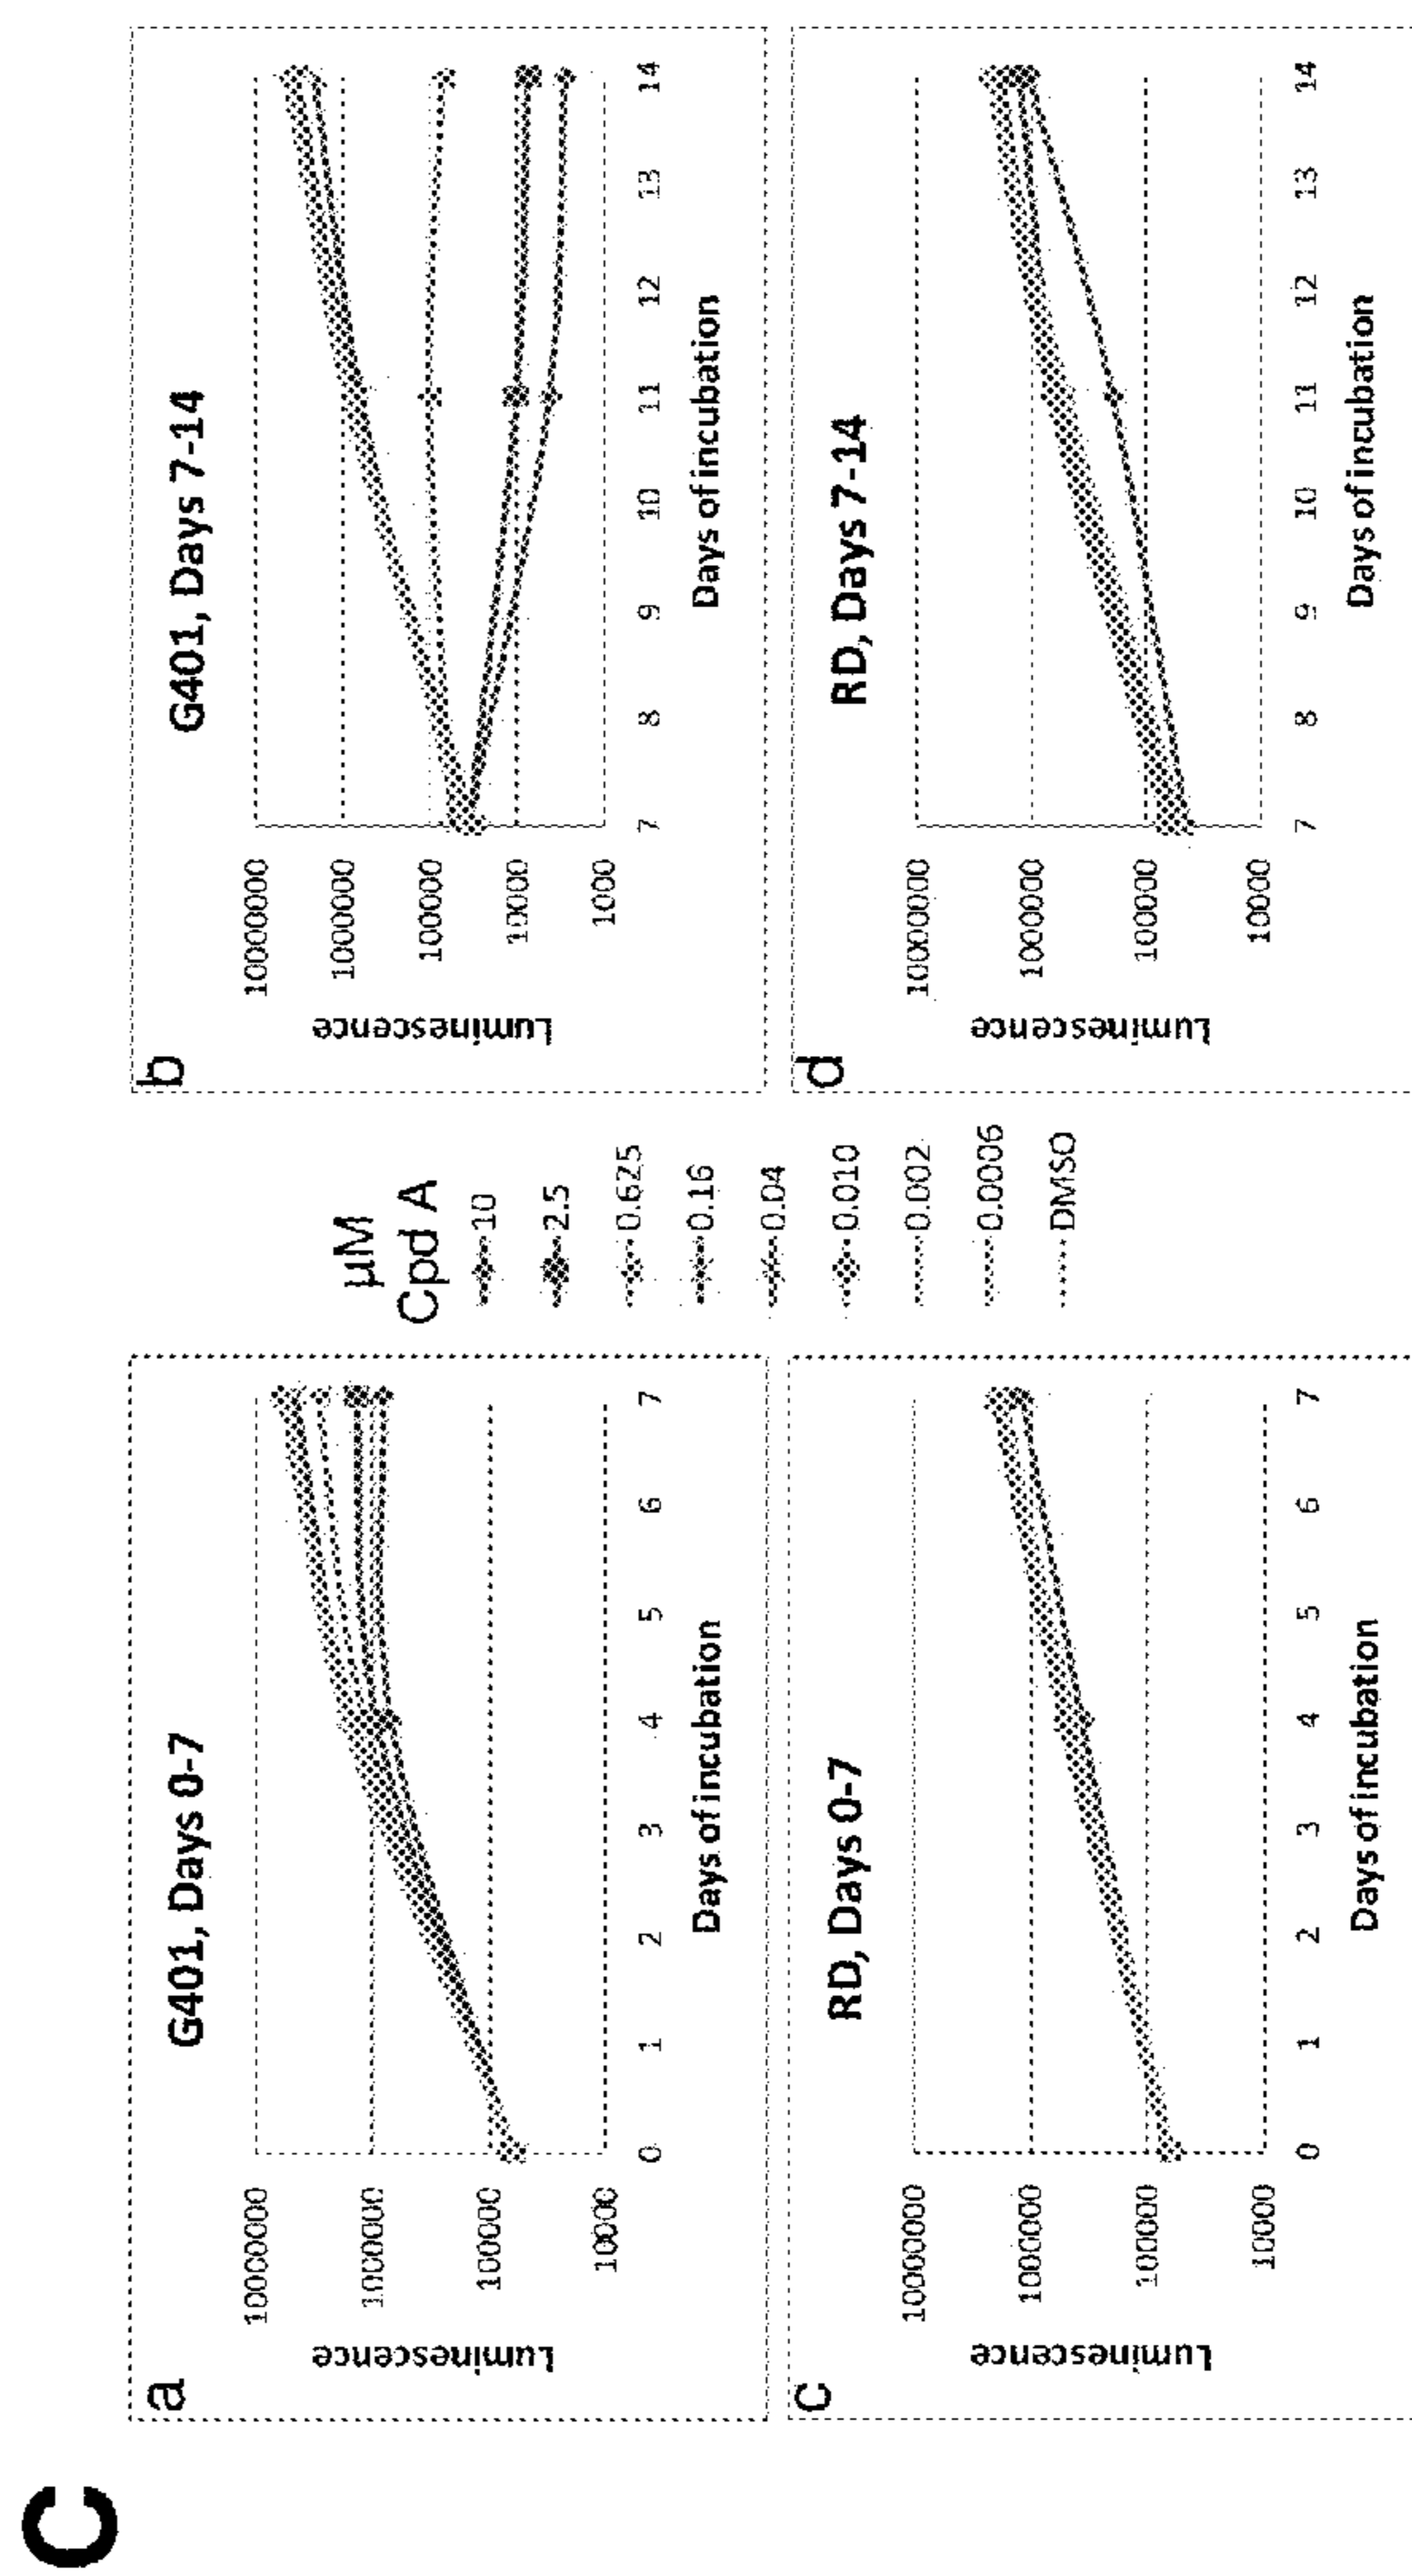 C
a
G401, Days 0-7
Luminescence
10000000
1000000
100000
10000
0 1 2 3 4 5 6 7
Days of incubation
µM
Cpd A
10
2.5
0.625
0.16
0.04
0.010
0.002
0.0006
DMSO
b
G401, Days 7-14
Luminescence
10000000
1000000
100000
10000
1000
7 8 9 10 11 12 13 14
Days of incubation
c
RD, Days 0-7
Luminescence
10000000
1000000
100000
10000
0 1 2 3 4 5 6 7
Days of incubation
d
RD, Days 7-14
Luminescence
10000000
1000000
100000
10000
7 8 9 10 11 12 13 14
Days of incubation